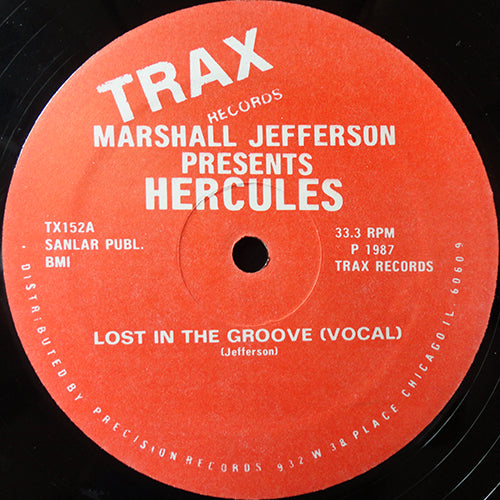 TRAX
RECORDS
MARSHALL JEFFERSON
PRESENTS
HERCULES
TX152A
SANLAR PUBL.
BMI
33.3 RPM
P 1987
TRAX RECORDS
LOST IN THE GROOVE (VOCAL)
(Jefferson)
· DISTRIBUTED BY PRECISION RECORDS 932 W 38 PLACE CHICAGO IL. 60609